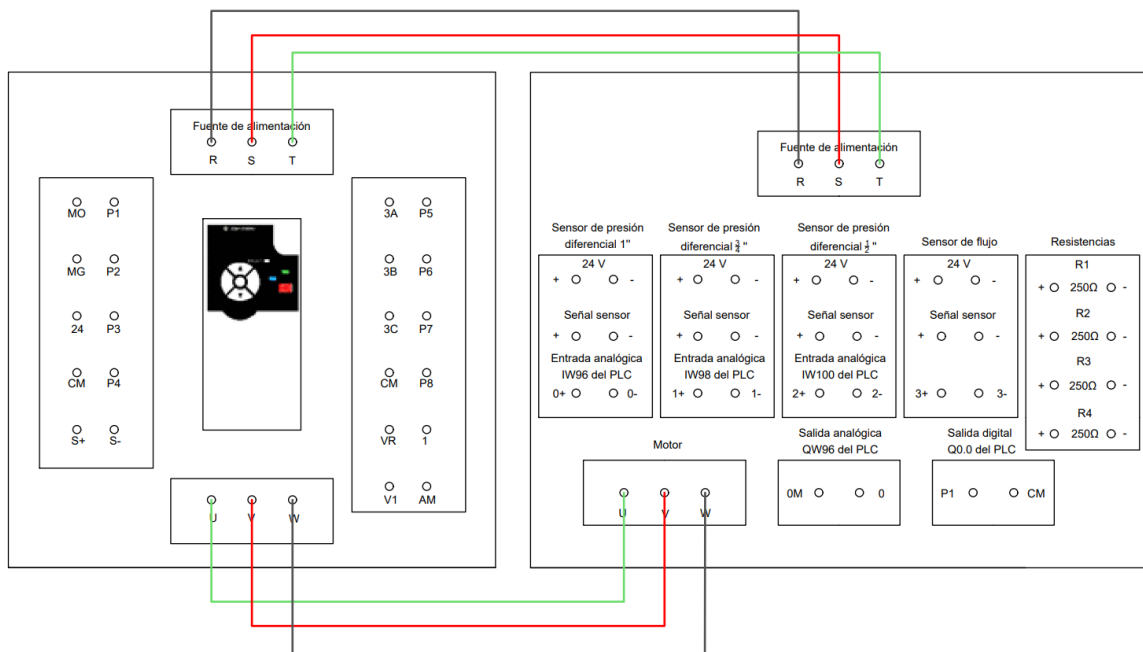 Fuente de alimentación
R S T
MO P1
MG P2
24 P3
CM P4
S+ S-
3A P5
3B P6
3C P7
CM P8
VR 1
V1 AM
U V W
Fuente de alimentación
R S T
Sensor de presión
diferencial 1"
24 V
+ -
Señal sensor
+ -
Entrada analógica
IW96 del PLC
0+ 0-
Sensor de presión
diferencial 3/4 "
24 V
+ -
Señal sensor
+ -
Entrada analógica
IW98 del PLC
1+ 1-
Sensor de presión
diferencial 1/2 "
24 V
+ -
Señal sensor
+ -
Entrada analógica
IW100 del PLC
2+ 2-
Sensor de flujo
24 V
+ -
Señal sensor
+ -
3+ 3-
Resistencias
R1
+ 250Ω -
R2
+ 250Ω -
R3
+ 250Ω -
R4
+ 250Ω -
Motor
U V W
Salida analógica
QW96 del PLC
0M 0
Salida digital
Q0.0 del PLC
P1 CM